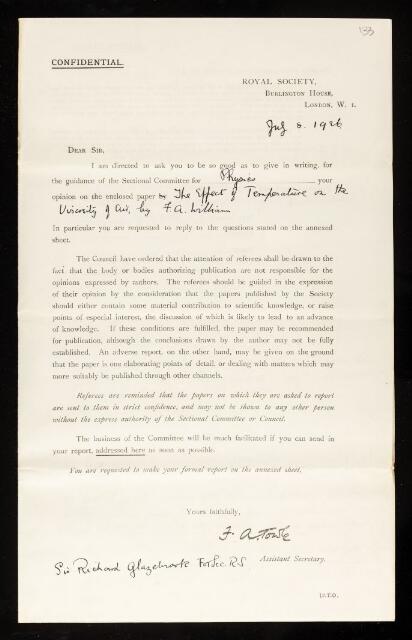 133
CONFIDENTIAL.
ROYAL SOCIETY,
BURLINGTON HOUSE,
LONDON, W. 1.
July 8. 1926
DEAR SIR,
I am directed to ask you to be so good as to give in writing, for
the guidance of the Sectional Committee for Physics your
opinion on the enclosed paper on The Effect of Temperature on the
Viscosity of Air, by F. A. Williams
In particular you are requested to reply to the questions stated on the annexed
sheet.
The Council have ordered that the attention of referees shall be drawn to the
fact that the body or bodies authorizing publication are not responsible for the
opinions expressed by authors. The referees should be guided in the expression
of their opinion by the consideration that the papers published by the Society
should either contain some material contribution to scientific knowledge, or raise
points of especial interest, the discussion of which is likely to lead to an advance
of knowledge. If these conditions are fulfilled, the paper may be recommended
for publication, although the conclusions drawn by the author may not be fully
established. An adverse report, on the other hand, may be given on the ground
that the paper is one elaborating points of detail, or dealing with matters which may
more suitably be published through other channels.
Referees are reminded that the papers on which they are asked to report
are sent to them in strict confidence, and may not be shown to any other person
without the express authority of the Sectional Committee or Council.
The business of the Committee will be much facilitated if you can send in
your report, addressed here as soon as possible.
You are requested to make your formal report on the annexed sheet.
Yours faithfully,
F. A. Towle
Assistant Secretary.
Sir Richard Glazebrook For. Sec. R.S
[P.T.O.